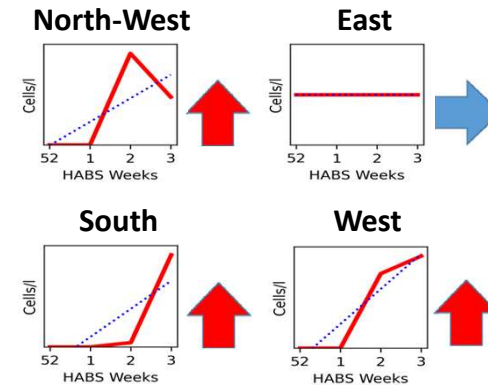 North-West
Cells/l
52 1 2 3
HABS Weeks
East
Cells/l
52 1 2 3
HABS Weeks
South
Cells/l
52 1 2 3
HABS Weeks
West
Cells/l
52 1 2 3
HABS Weeks